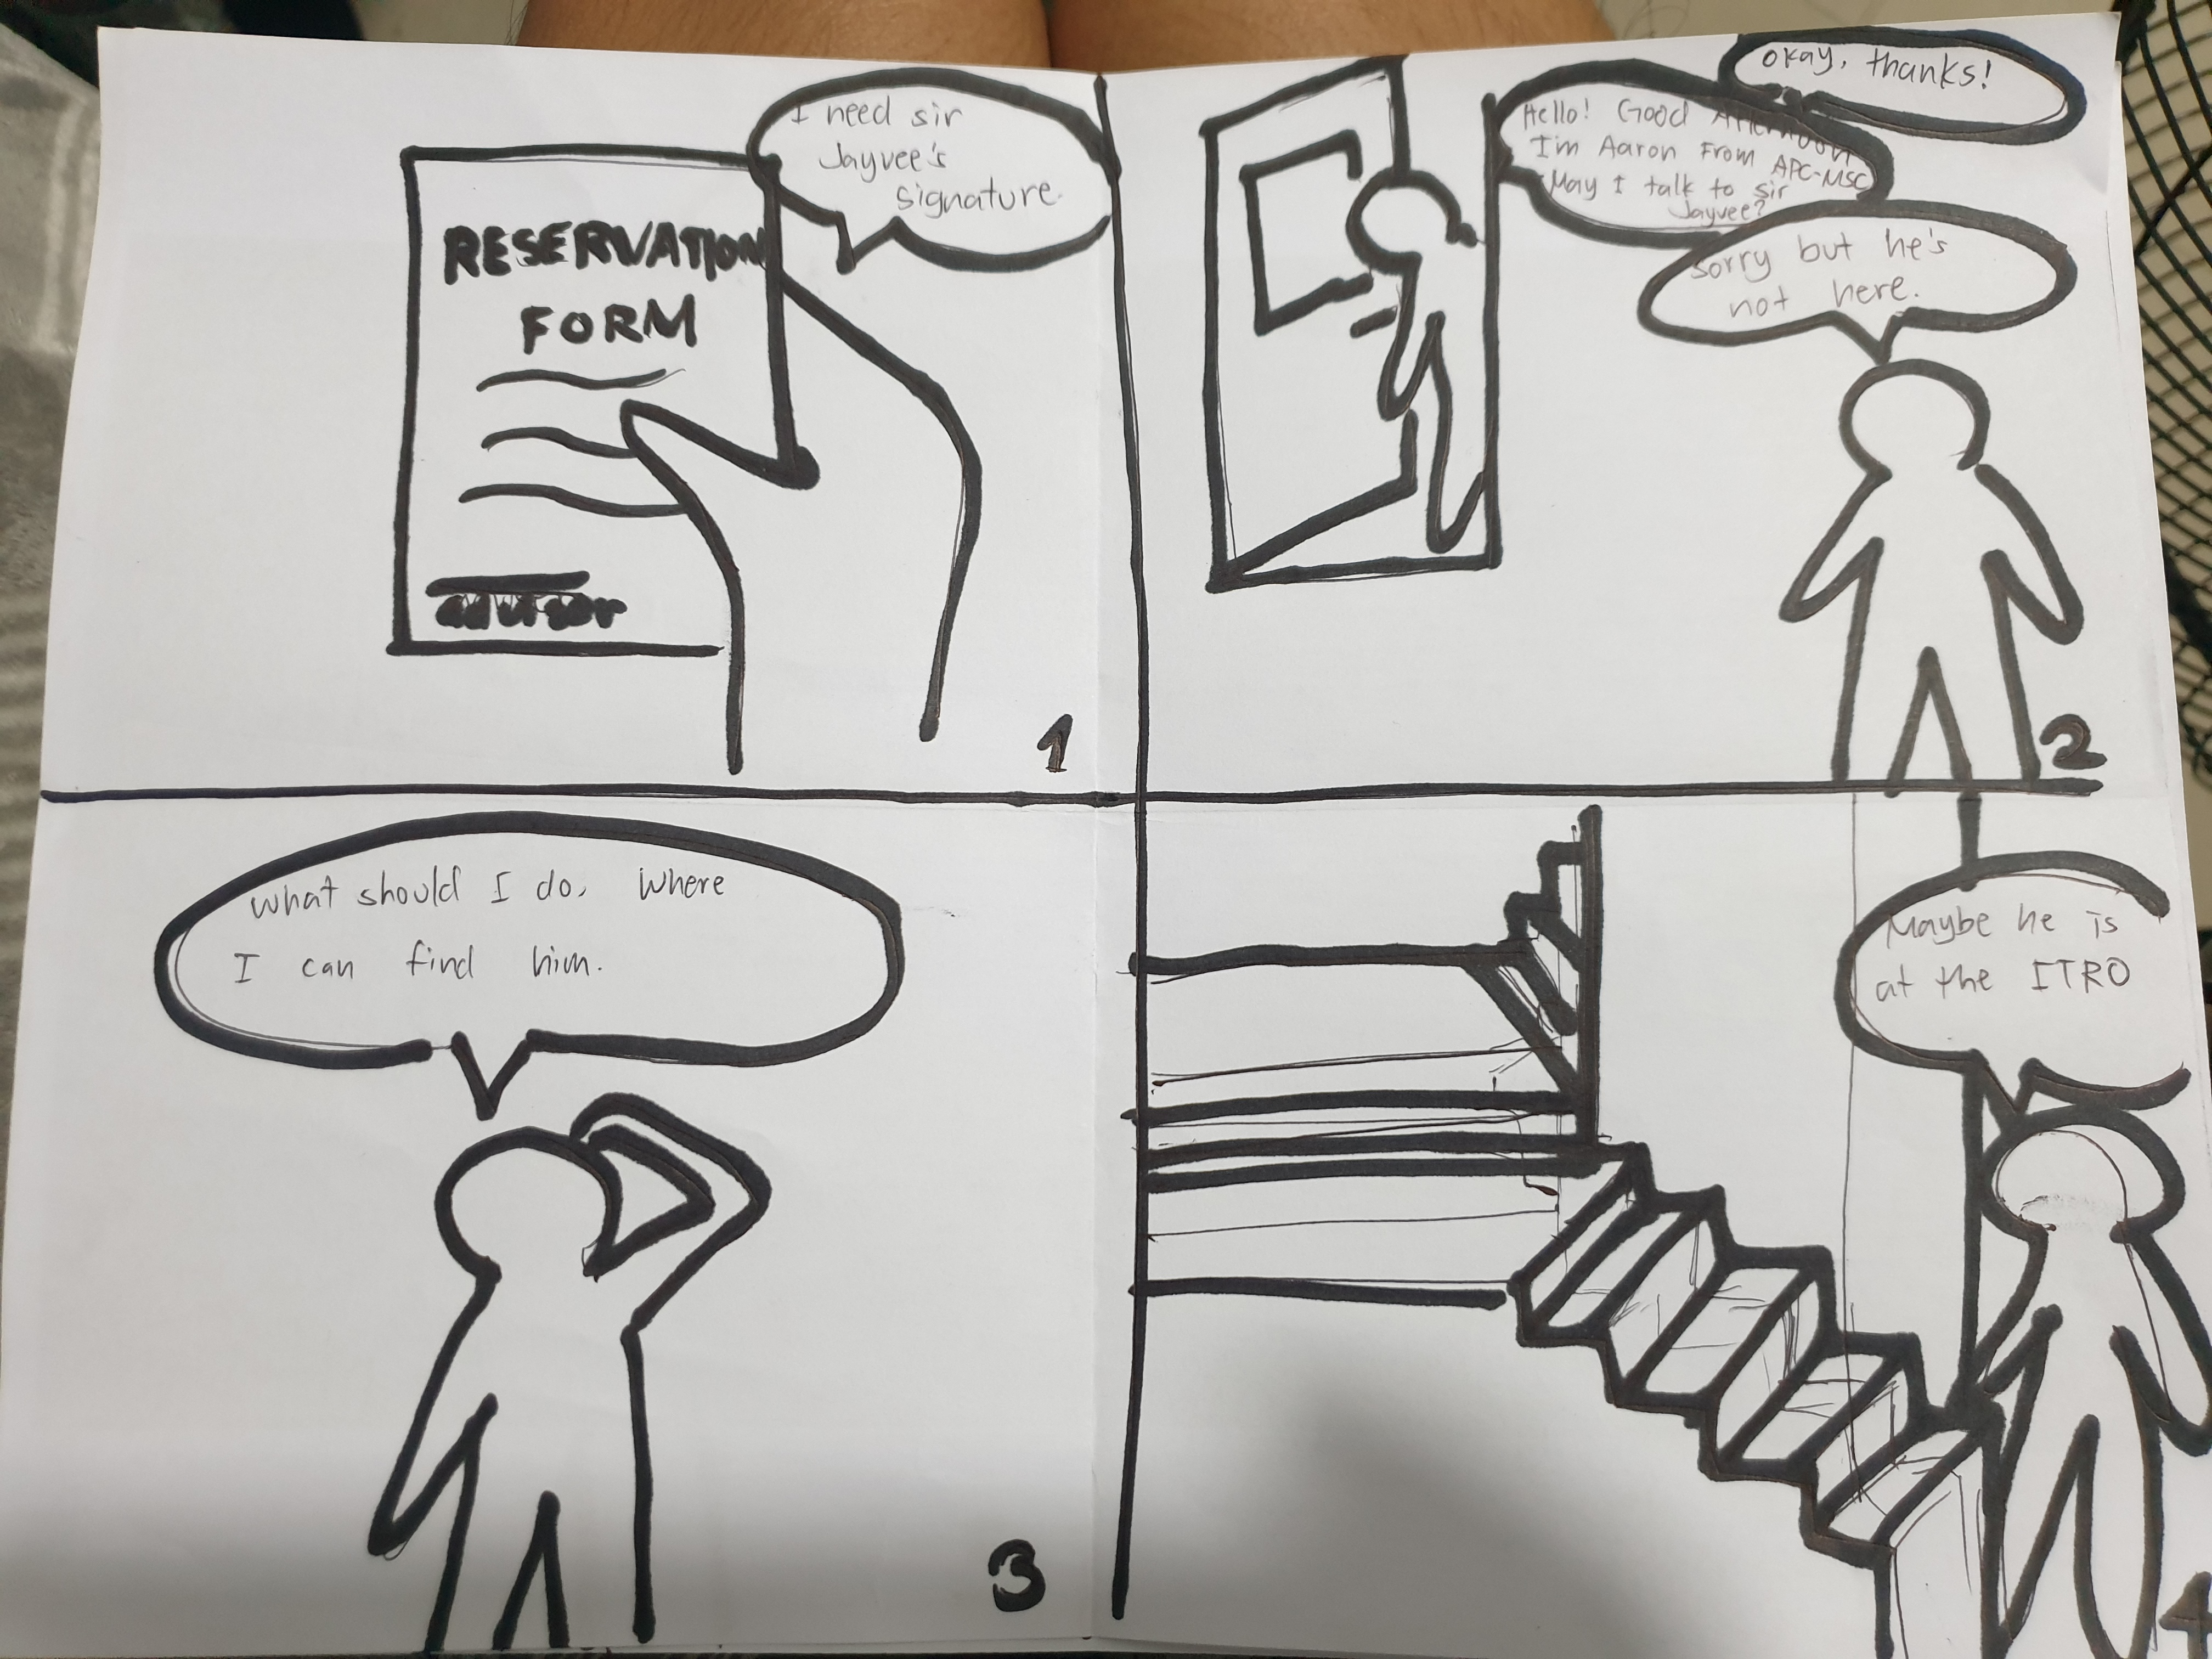 I need sir
Jayvee's
signature.
RESERVATION
FORM
advisor
1
Hello! Good Afternoon
I'm Aaron From APC-MSC
May I talk to sir
Jayvee?
Sorry but he's
not here.
okay, thanks!
2
What should I do, Where
I can find him.
3
Maybe he is
at the ITRO
4